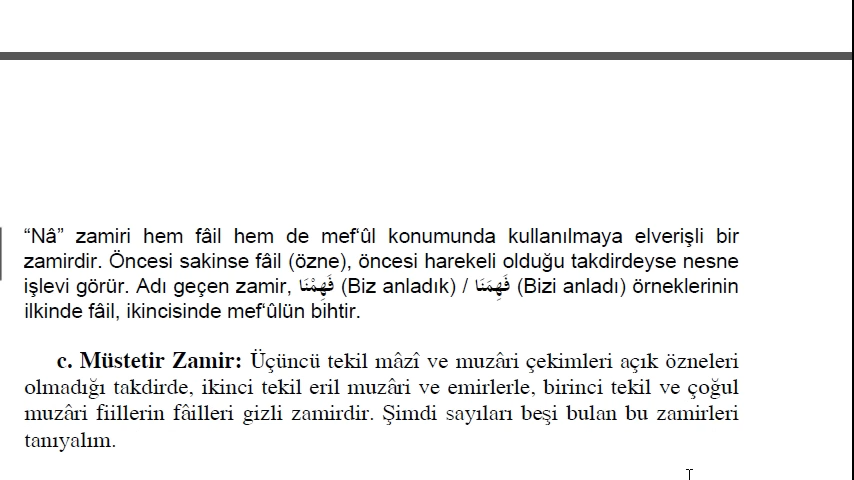 “Nâ” zamiri hem fâil hem de mef‘ûl konumunda kullanılmaya elverişli bir
zamirdir. Öncesi sakinse fâil (özne), öncesi harekeli olduğu takdirdeyse nesne
işlevi görür. Adı geçen zamir, فَهِمْنَا (Biz anladık) / فَهِمَنَا (Bizi anladı) örneklerinin
ilkinde fâil, ikincisinde mef‘ûlün bihtir.
c. Müstetir Zamir: Üçüncü tekil mâzî ve muzâri çekimleri açık özneleri
olmadığı takdirde, ikinci tekil eril muzâri ve emirlerle, birinci tekil ve çoğul
muzâri fiillerin fâilleri gizli zamirdir. Şimdi sayıları beşi bulan bu zamirleri
tanıyalım.